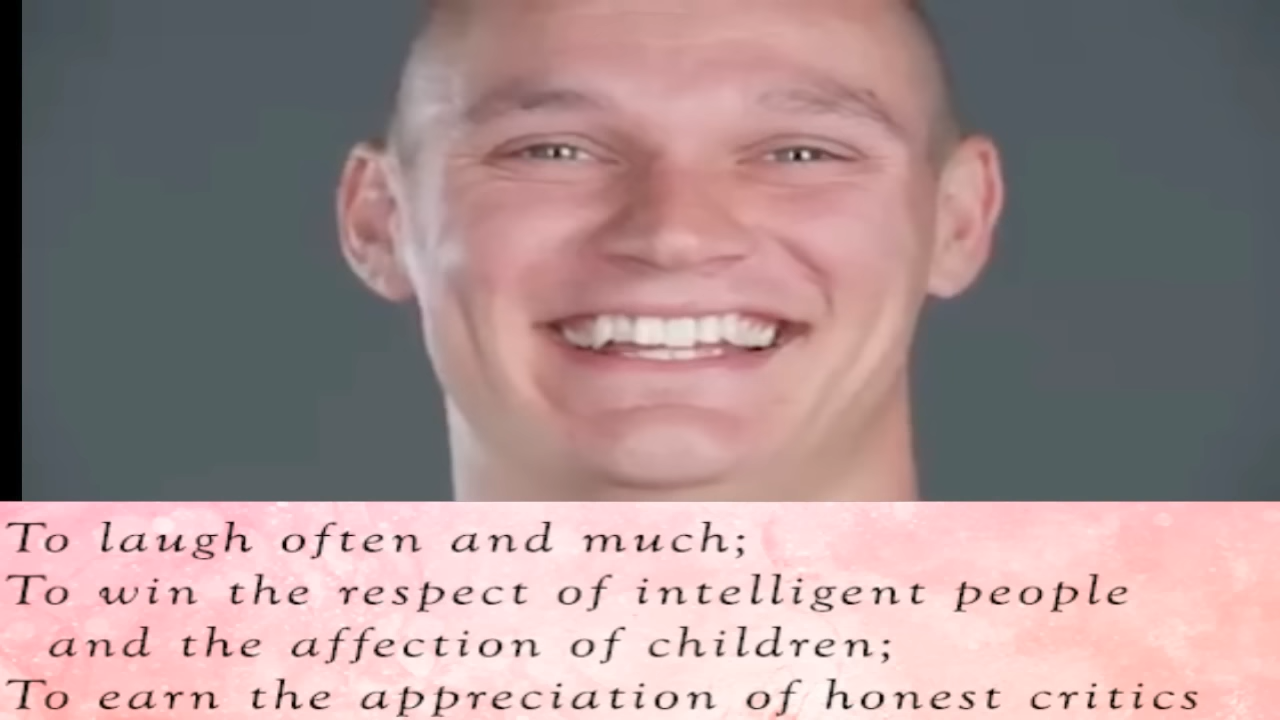 To laugh often and much;
To win the respect of intelligent people
and the affection of children;
To earn the appreciation of honest critics